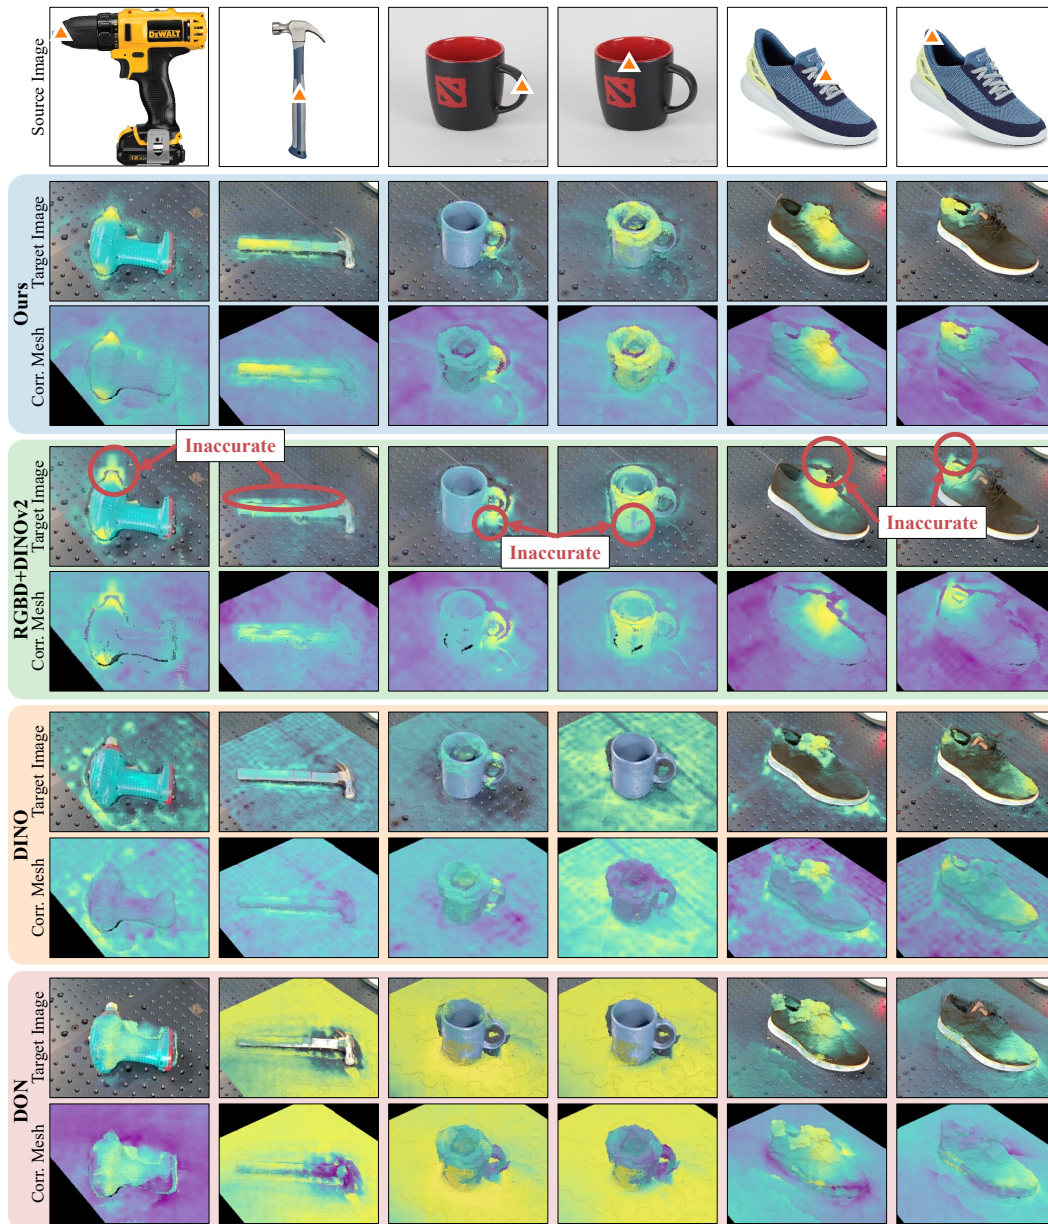 Source Image
DEWALT
Ours
Target Image
Corr. Mesh
Inaccurate
RGBD+DINOv2
Target Image
Corr. Mesh
Inaccurate
Inaccurate
DINO
Target Image
Corr. Mesh
DON
Target Image
Corr. Mesh